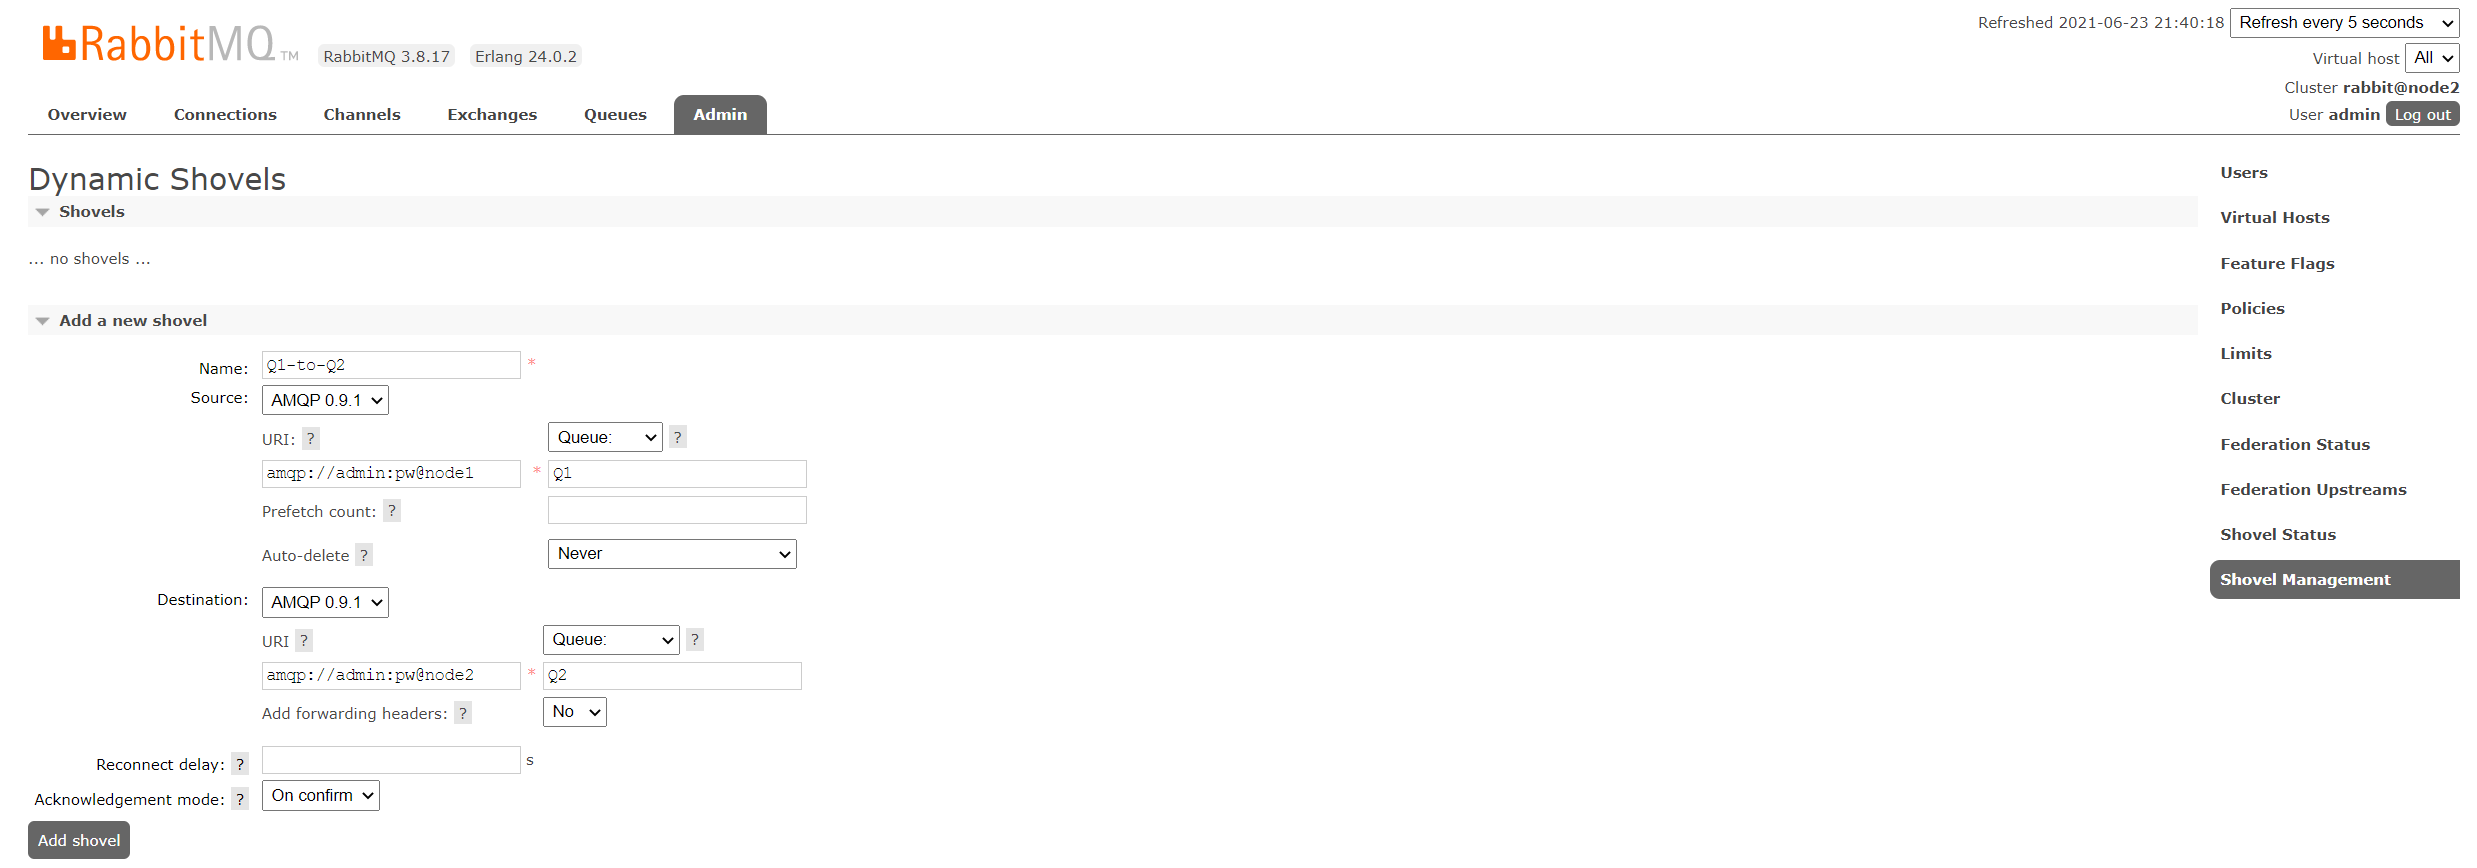 RabbitMQ TM RabbitMQ 3.8.17 Erlang 24.0.2
Refreshed 2021-06-23 21:40:18 Refresh every 5 seconds
Virtual host All
Cluster rabbit@node2
User admin Log out
Overview Connections Channels Exchanges Queues Admin
Dynamic Shovels
Shovels
... no shovels ...
Add a new shovel
Name: Q1-to-Q2 *
Source: AMQP 0.9.1
URI: ? Queue: ?
amqp://admin:pw@node1 * Q1
Prefetch count: ?
Auto-delete ? Never
Destination: AMQP 0.9.1
URI ? Queue: ?
amqp://admin:pw@node2 * Q2
Add forwarding headers: ? No
Reconnect delay: ? s
Acknowledgement mode: ? On confirm
Add shovel
Users
Virtual Hosts
Feature Flags
Policies
Limits
Cluster
Federation Status
Federation Upstreams
Shovel Status
Shovel Management